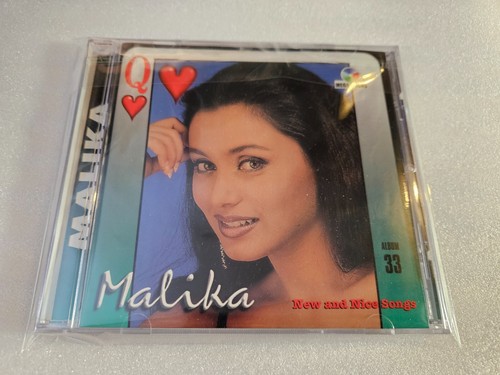 Q
MALIKA
ALBUM
33
Malika
New and Nice Songs